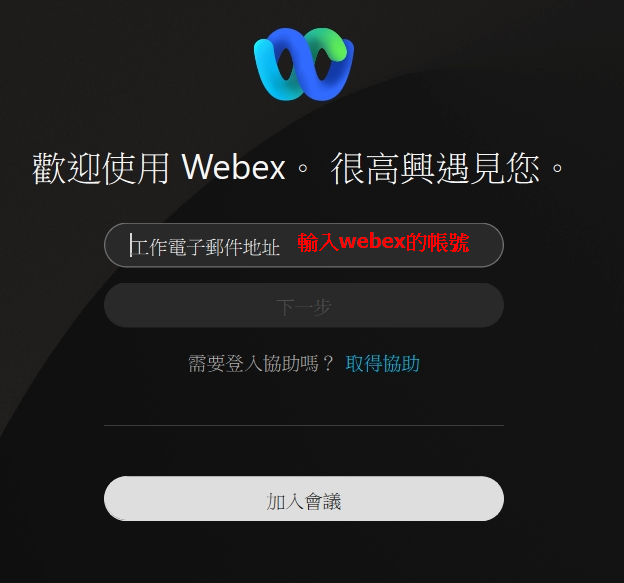 歡迎使用 Webex。 很高興遇見您。
工作電子郵件地址 輸入webex的帳號
下一步
需要登入協助嗎? 取得協助
加入會議